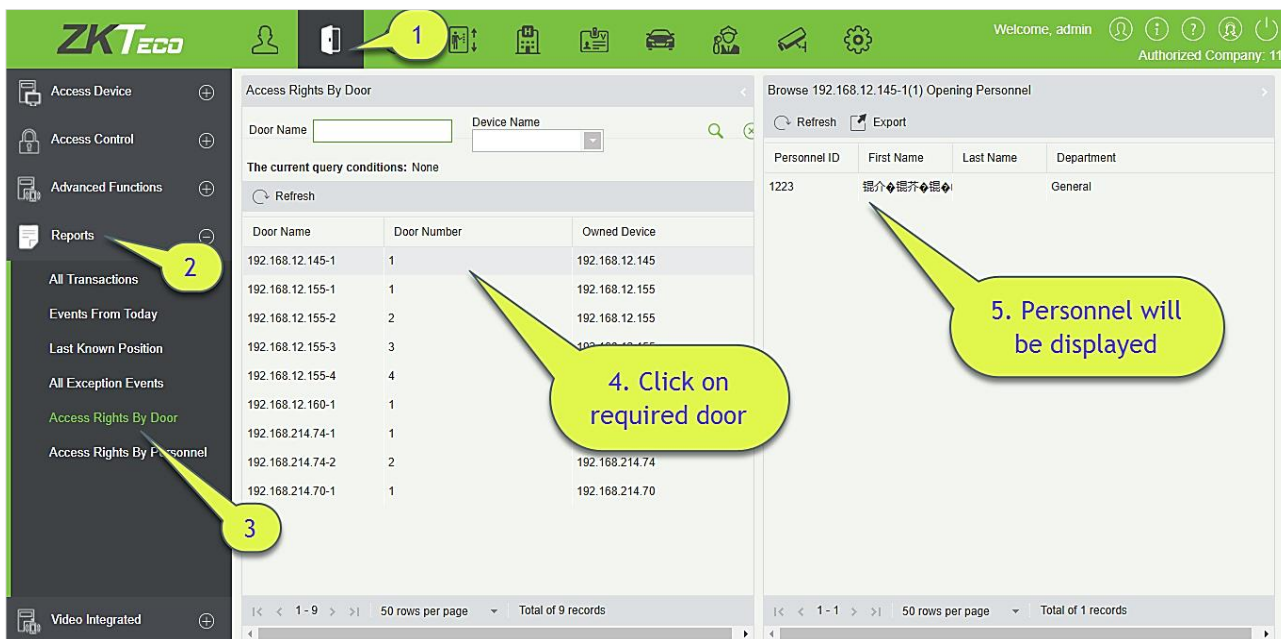 ZKTECO
1
Welcome, admin
Authorized Company: 11
Access Device
Access Control
Advanced Functions
Reports
2
All Transactions
Events From Today
Last Known Position
All Exception Events
Access Rights By Door
Access Rights By Personnel
3
Video Integrated
Access Rights By Door
Door Name
Device Name
The current query conditions: None
Refresh
Door Name Door Number Owned Device
192.168.12.145-1 1 192.168.12.145
192.168.12.155-1 1 192.168.12.155
192.168.12.155-2 2 192.168.12.155
192.168.12.155-3 3
192.168.12.155-4 4
192.168.12.160-1 1
192.168.214.74-1 1
192.168.214.74-2 2 192.168.214.74
192.168.214.70-1 1 192.168.214.70
4. Click on
required door
1 - 9 50 rows per page Total of 9 records
Browse 192.168.12.145-1(1) Opening Personnel
Refresh Export
Personnel ID First Name Last Name Department
1223 锟介�锟芥�锟� General
5. Personnel will
be displayed
1 - 1 50 rows per page Total of 1 records